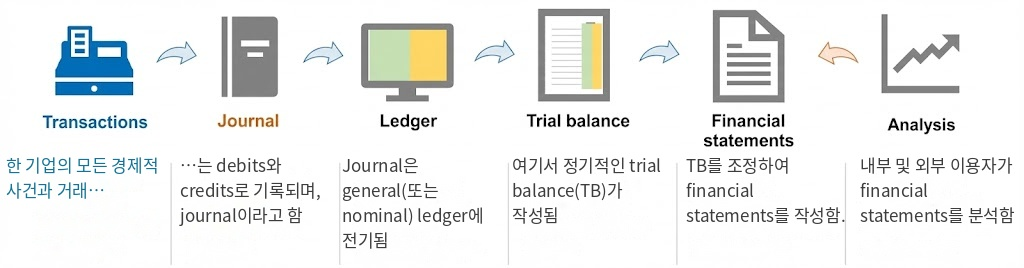 Transactions
Journal
Ledger
Trial balance
Financial
statements
Analysis
한 기업의 모든 경제적
사건과 거래…
…는 debits와
credits로 기록되며,
journal이라고 함
Journal은
general(또는
nominal) ledger에
전기됨
여기서 정기적인 trial
balance(TB)가
작성됨
TB를 조정하여
financial
statements를 작성함.
내부 및 외부 이용자가
financial
statements를 분석함